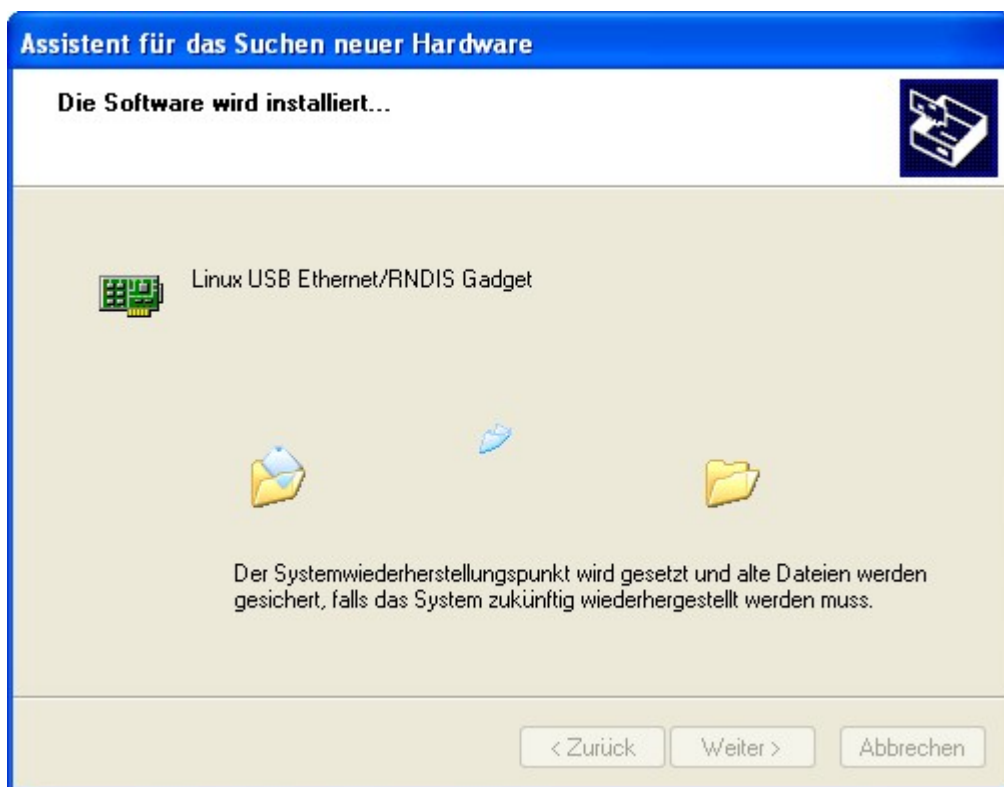 Assistent für das Suchen neuer Hardware
Die Software wird installiert...
Linux USB Ethernet/RNDIS Gadget
Der Systemwiederherstellungspunkt wird gesetzt und alte Dateien werden
gesichert, falls das System zukünftig wiederhergestellt werden muss.
< Zurück Weiter > Abbrechen